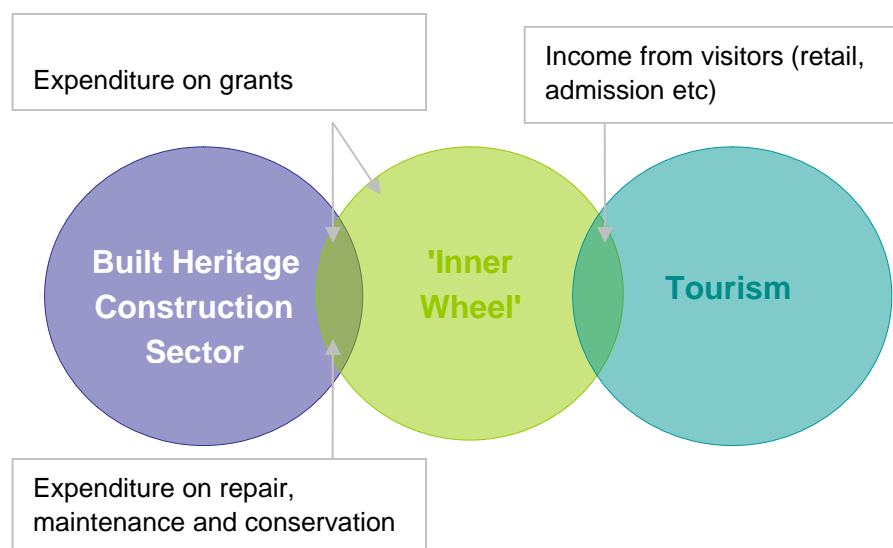 Expenditure on grants
Income from visitors (retail,
admission etc)
Built Heritage
Construction
Sector
'Inner
Wheel'
Tourism
Expenditure on repair,
maintenance and conservation